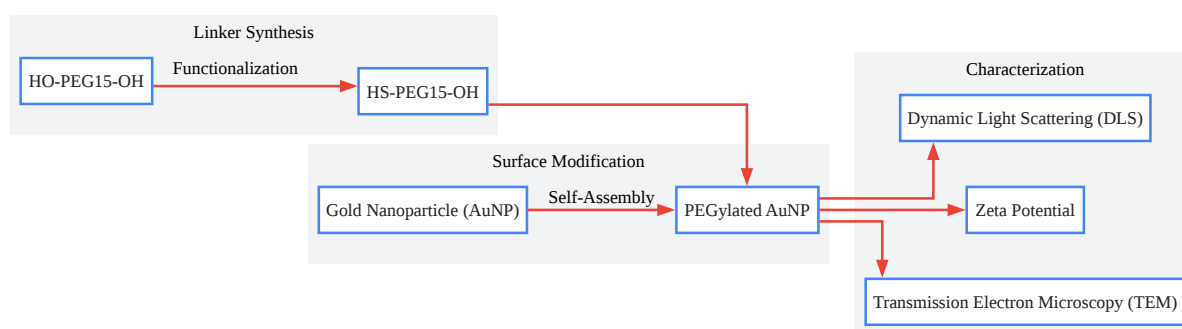 Linker Synthesis
HO-PEG15-OH
Functionalization
HS-PEG15-OH
Surface Modification
Gold Nanoparticle (AuNP)
Self-Assembly
PEGylated AuNP
Characterization
Dynamic Light Scattering (DLS)
Zeta Potential
Transmission Electron Microscopy (TEM)